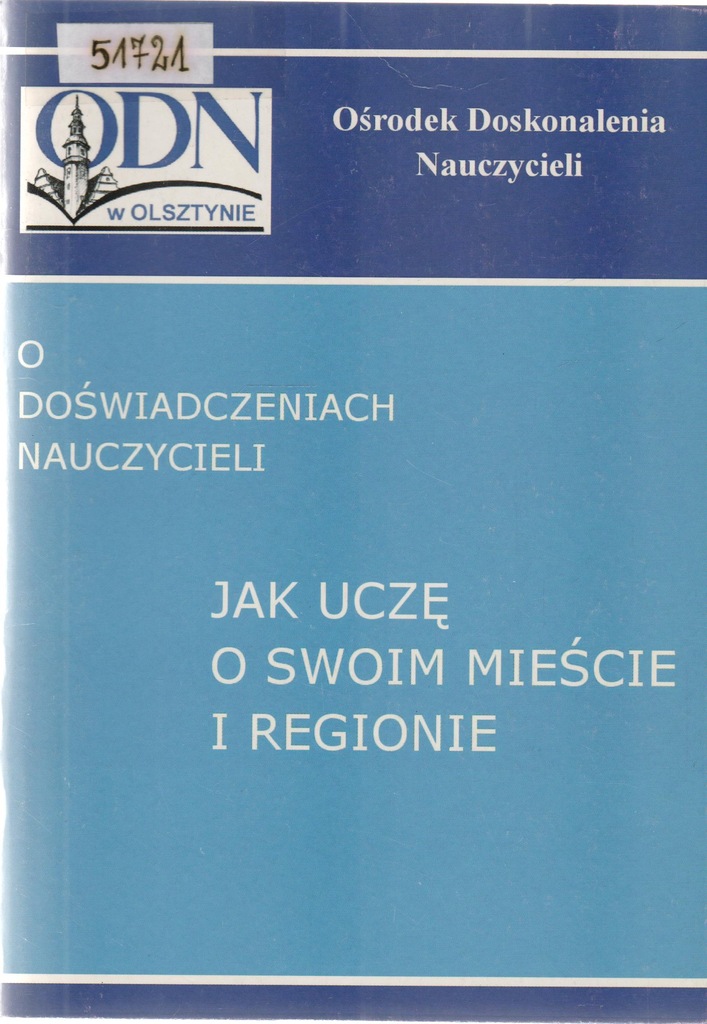 51721
ODN
w OLSZTYNIE
Ośrodek Doskonalenia
Nauczycieli
O
DOŚWIADCZENIACH
NAUCZYCIELI
JAK UCZĘ
O SWOIM MIEŚCIE
I REGIONIE